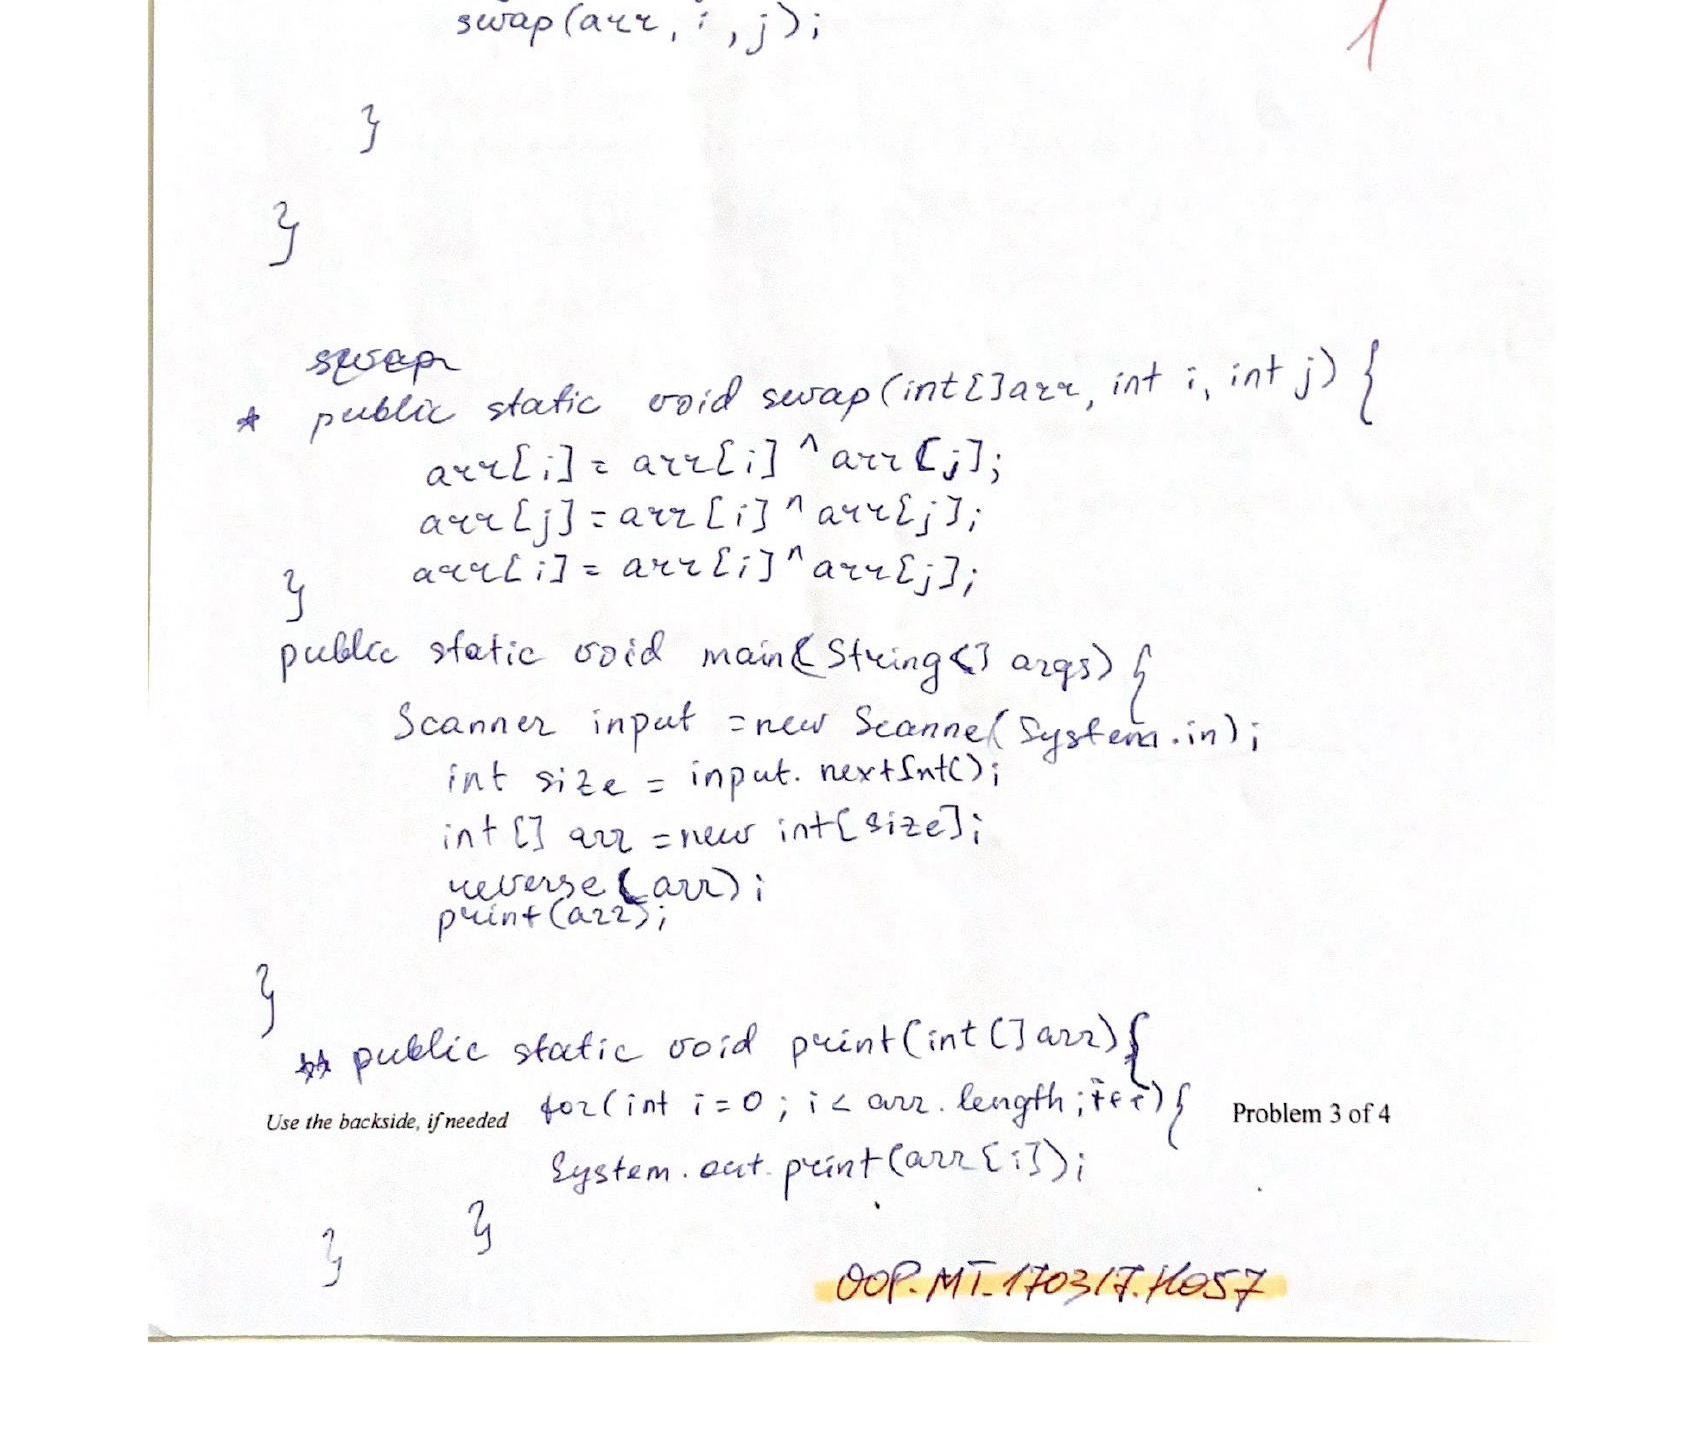 swap(arr, i, j);
1
}
}
swap
* public static void swap(int[]arr, int i, int j) {
arr[i] = arr[i] ^ arr[j];
arr[j] = arr[i] ^ arr[j];
arr[i] = arr[i] ^ arr[j];
}
public static void main(String[] args) {
Scanner input = new Scanne(System.in);
int size = input.nextInt();
int [] arr = new int[size];
reverse(arr);
print(arr);
}
** public static void print(int[] arr){
for(int i=0; i< arr.length; i++){
Use the backside, if needed
Problem 3 of 4
System.out.print(arr[i]);
}
}
OOP.MT.170317.H057